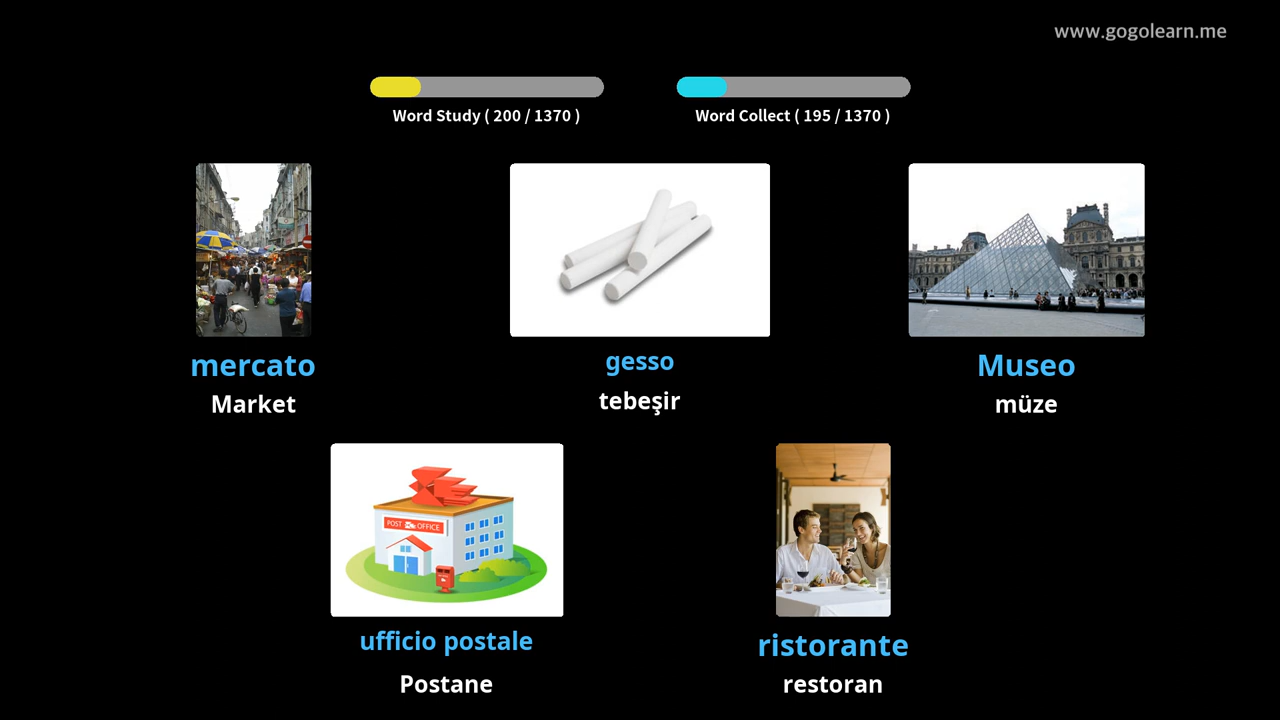 www.gogolearn.me
Word Study ( 200 / 1370 )
Word Collect ( 195 / 1370 )
mercato
Market
gesso
tebeşir
Museo
müze
POST OFFICE
ufficio postale
Postane
ristorante
restoran